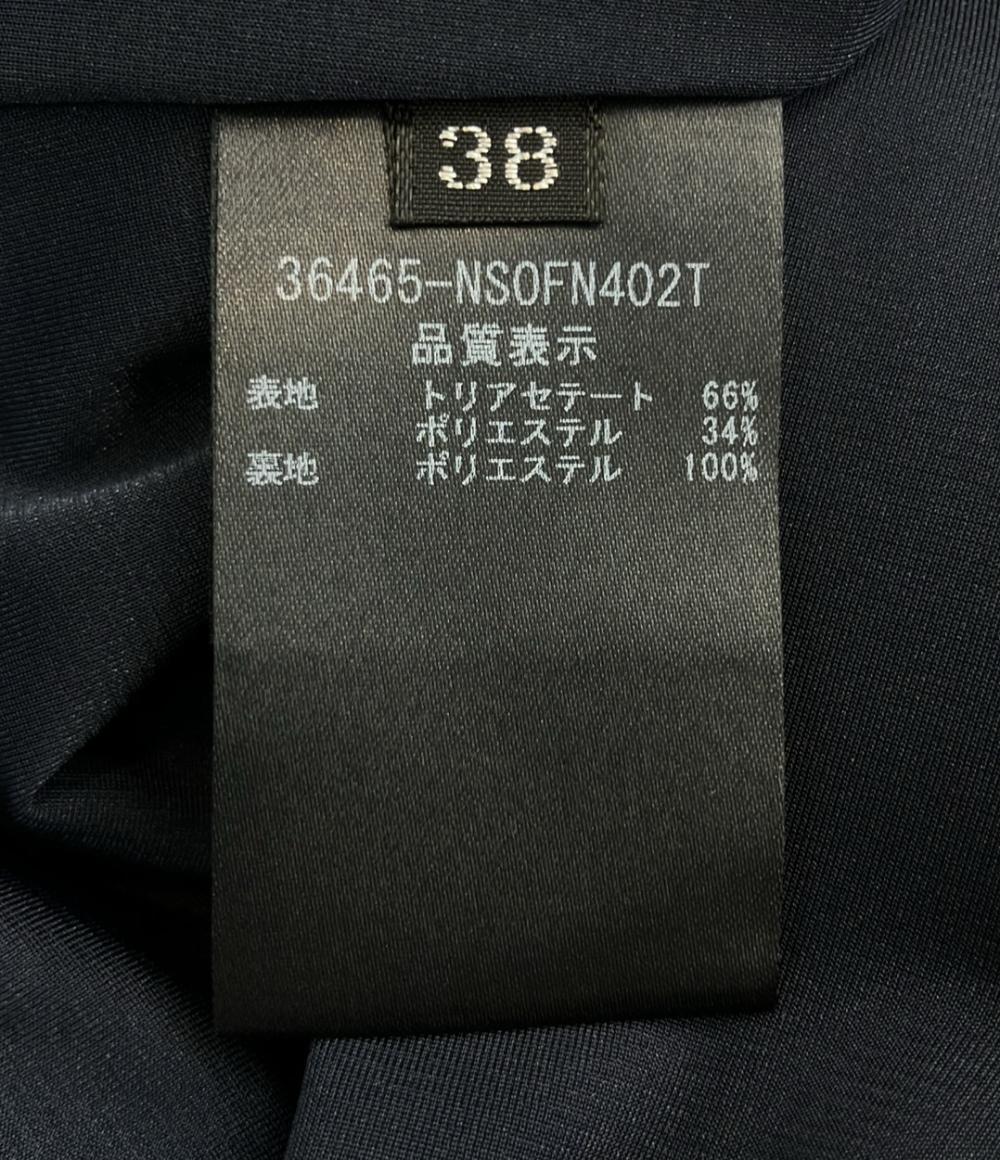 38
36465-NSOFN402T
品質表示
表地 トリアセテート 66%
ポリエステル 34%
裏地 ポリエステル 100%